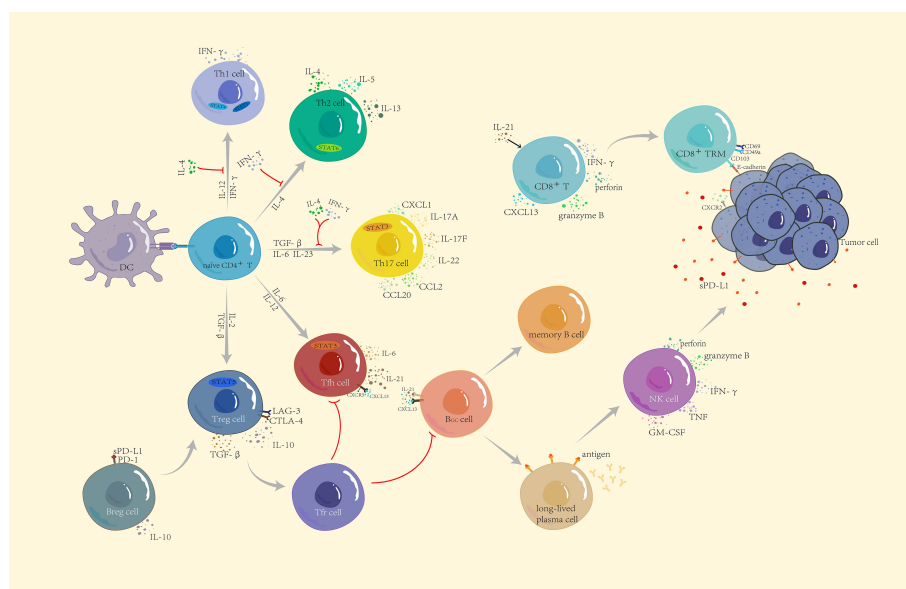 IFN- γ
Th1 cell
IL-4
IL-5
Th2 cell
IL-13
STAT6
IL-4
IL-12
IFN- γ
IFN- γ
IL-4
IL-21
CD8⁺ T
IFN- γ
perforin
CXCL13
granzyme B
CD8⁺ TRM
CD69
CD49a
CD103
E-cadherin
CXCR2
Tumor cell
sPD-L1
DC
naive CD4⁺ T
TGF- β
IL-6 IL-23
IL-4
IFN- γ
CXCL1
IL-17A
STAT3
IL-17F
Th17 cell
IL-22
CCL20
CCL2
IL-2
TGF- β
IL-6
IL-12
STAT3
Tfh cell
IL-6
IL-21
CXCR5
CXCL13
IL-21
CXCL13
BGC cell
memory B cell
STAT5
Treg cell
LAG-3
CTLA-4
IL-10
TGF- β
sPD-L1
PD-1
Breg cell
IL-10
Tfr cell
antigen
long-lived
plasma cell
perforin
granzyme B
NK cell
IFN- γ
TNF
GM-CSF